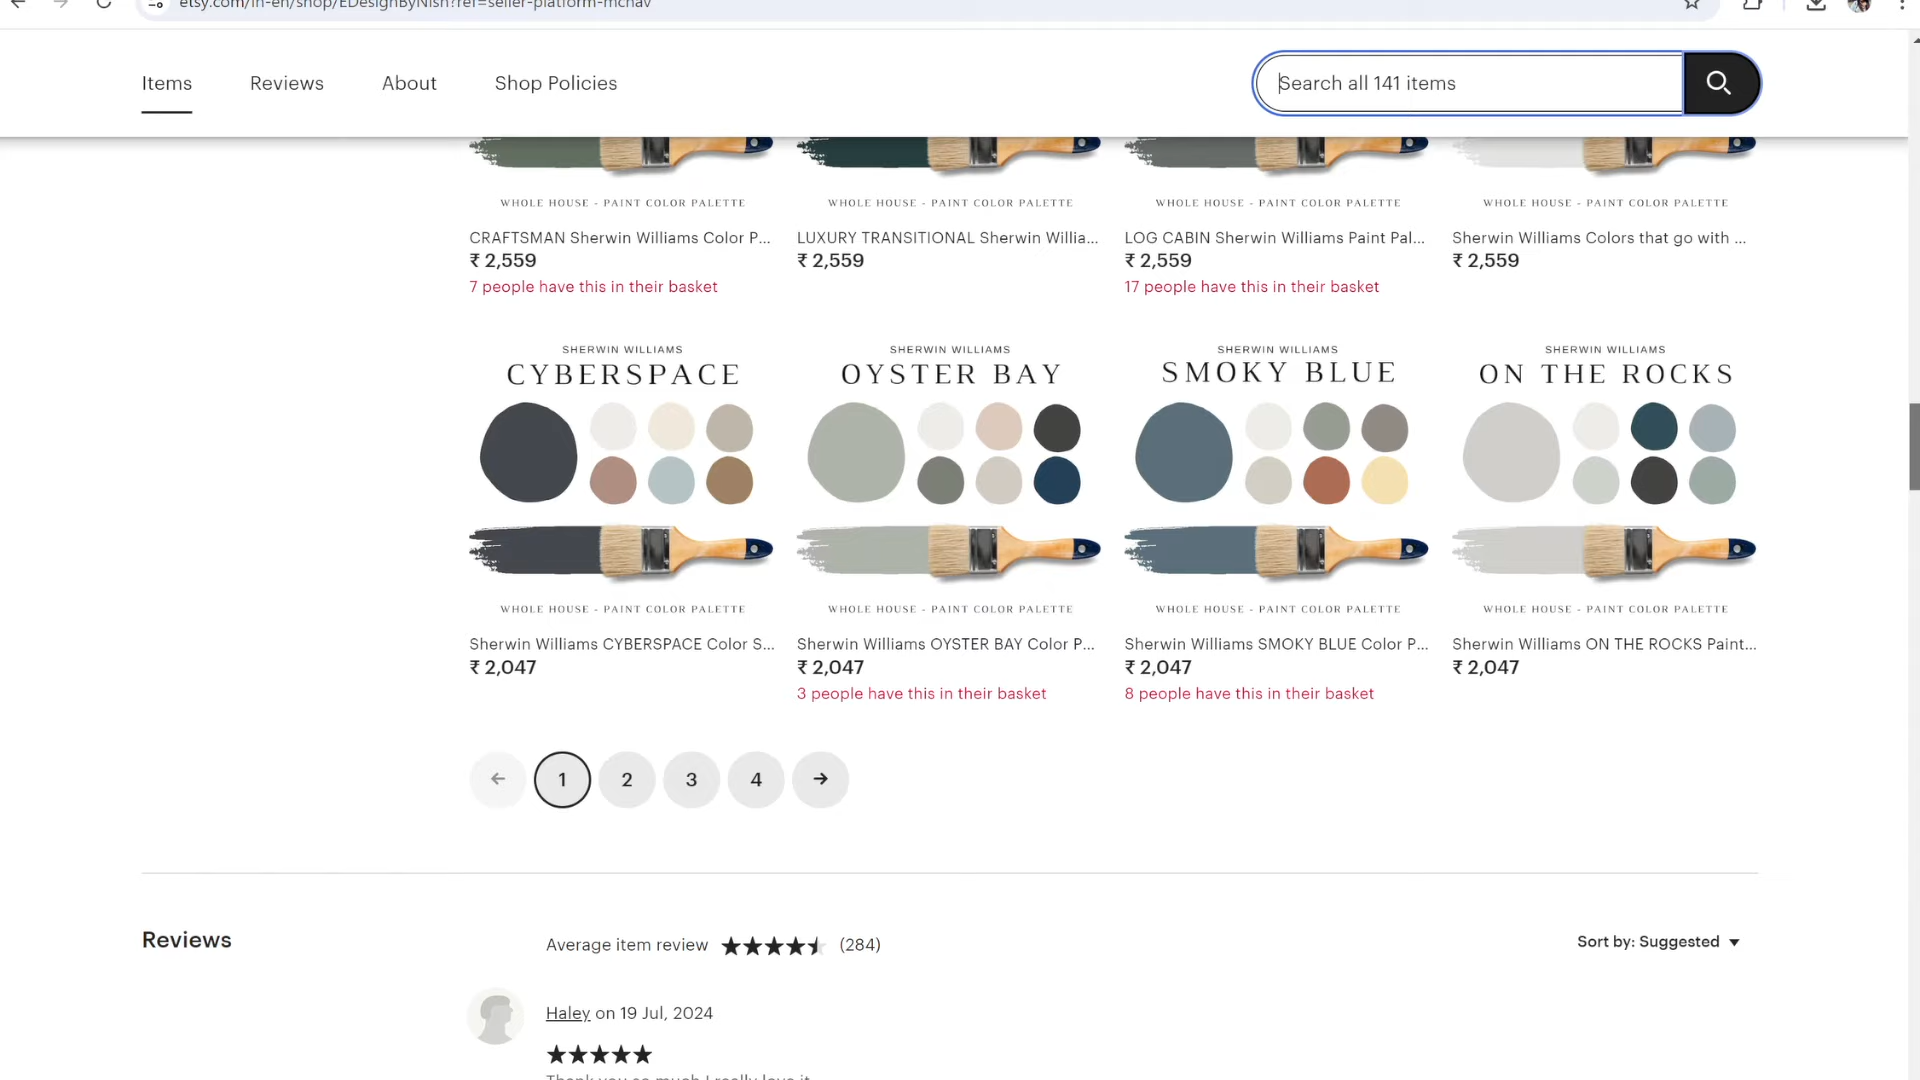 etsy.com/in-en/shop/EDesignByNish?ref=seller-platform-mcnav
Items
Reviews
About
Shop Policies
Search all 141 items
WHOLE HOUSE - PAINT COLOR PALETTE
WHOLE HOUSE - PAINT COLOR PALETTE
WHOLE HOUSE - PAINT COLOR PALETTE
WHOLE HOUSE - PAINT COLOR PALETTE
CRAFTSMAN Sherwin Williams Color P...
LUXURY TRANSITIONAL Sherwin Willia...
LOG CABIN Sherwin Williams Paint Pal...
Sherwin Williams Colors that go with ...
₹ 2,559
₹ 2,559
₹ 2,559
₹ 2,559
7 people have this in their basket
17 people have this in their basket
SHERWIN WILLIAMS
CYBERSPACE
SHERWIN WILLIAMS
OYSTER BAY
SHERWIN WILLIAMS
SMOKY BLUE
SHERWIN WILLIAMS
ON THE ROCKS
WHOLE HOUSE - PAINT COLOR PALETTE
WHOLE HOUSE - PAINT COLOR PALETTE
WHOLE HOUSE - PAINT COLOR PALETTE
WHOLE HOUSE - PAINT COLOR PALETTE
Sherwin Williams CYBERSPACE Color S...
Sherwin Williams OYSTER BAY Color P...
Sherwin Williams SMOKY BLUE Color P...
Sherwin Williams ON THE ROCKS Paint...
₹ 2,047
₹ 2,047
₹ 2,047
₹ 2,047
3 people have this in their basket
8 people have this in their basket
1
2
3
4
Reviews
Average item review
(284)
Sort by: Suggested
Haley on 19 Jul, 2024
Thank you so much I really love it